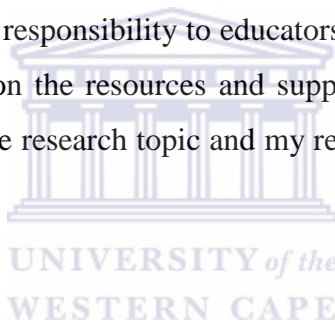 responsibility to educators
on the resources and supp
e research topic and my re
UNIVERSITY of the
WESTERN CAPE